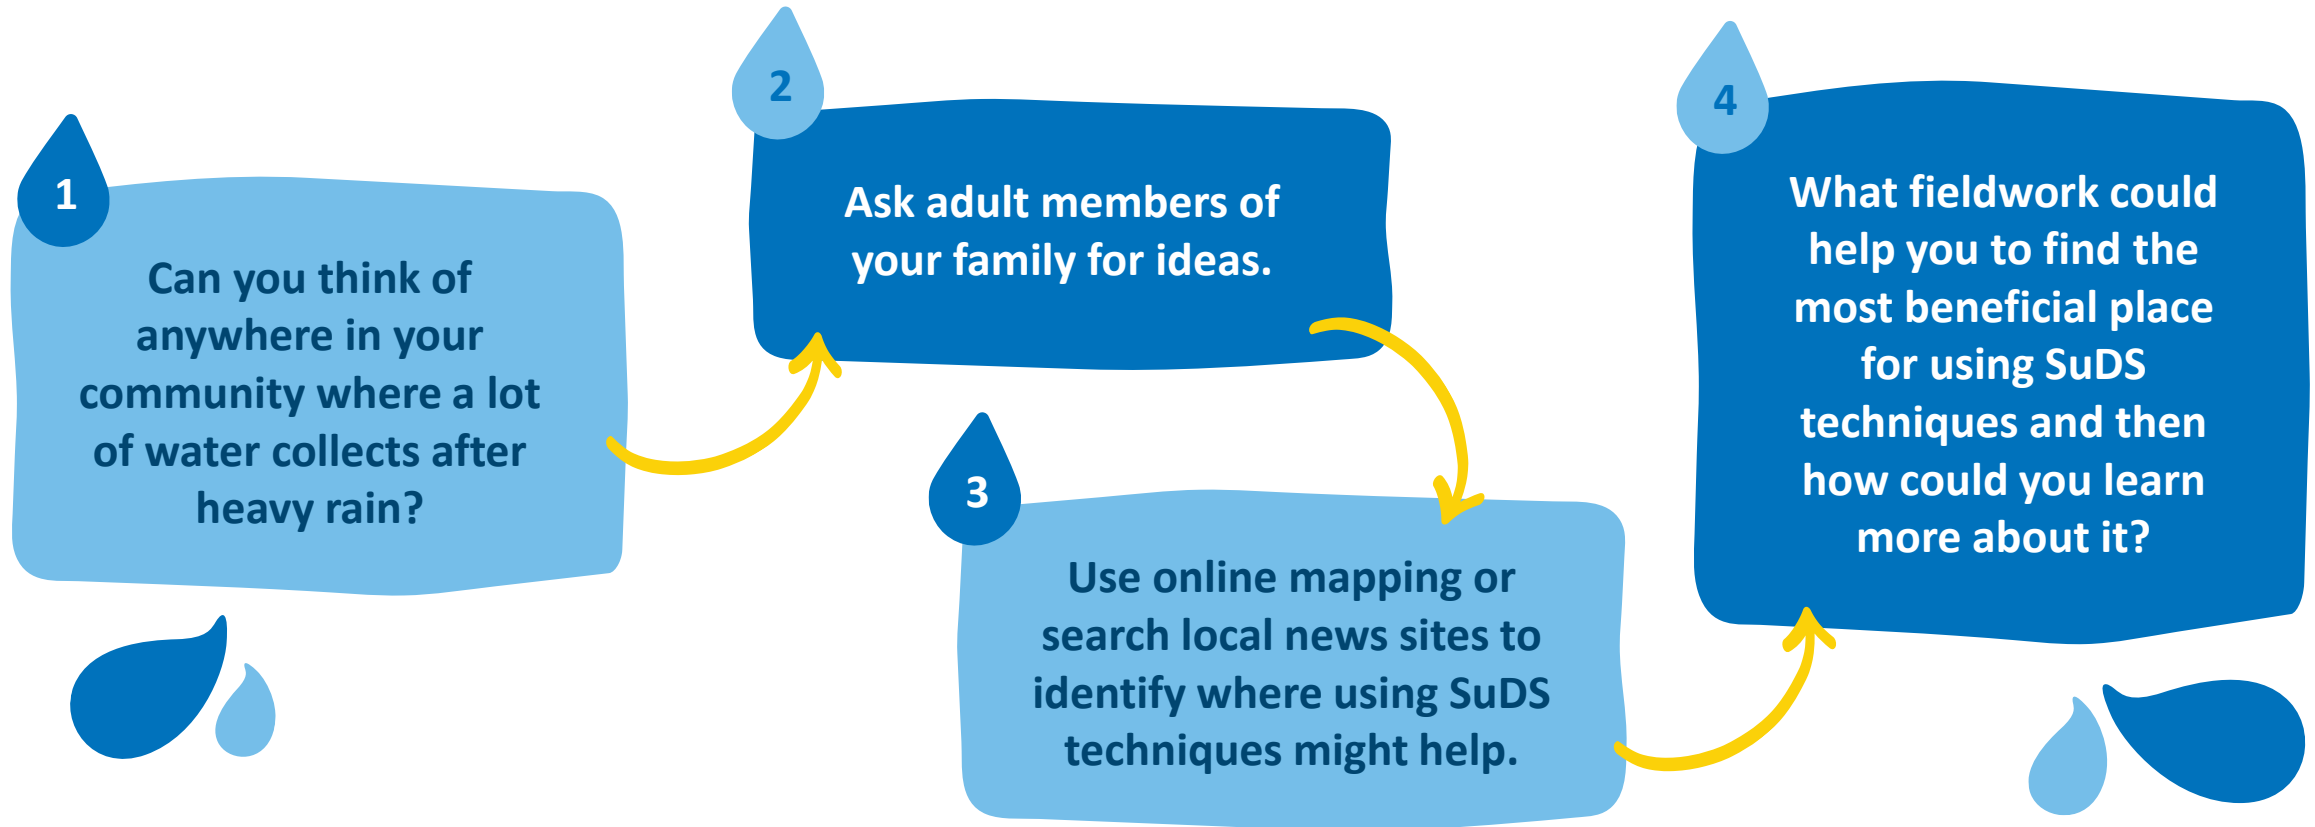 1
Can you think of
anywhere in your
community where a lot
of water collects after
heavy rain?
2
Ask adult members of
your family for ideas.
3
Use online mapping or
search local news sites to
identify where using SuDS
techniques might help.
4
What fieldwork could
help you to find the
most beneficial place
for using SuDS
techniques and then
how could you learn
more about it?